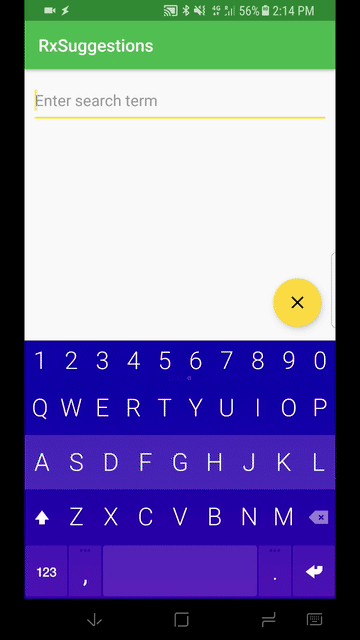 4G R 56% 2:14 PM
RxSuggestions
Enter search term
1 2 3 4 5 6 7 8 9 0
Q W E R T Y U I O P
A S D F G H J K L
Z X C V B N M
123 , .